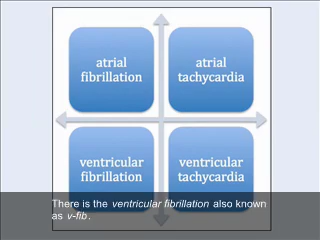 atrial
fibrillation
atrial
tachycardia
ventricular
fibrillation
ventricular
tachycardia
There is the ventricular fibrillation also known
as v-fib.